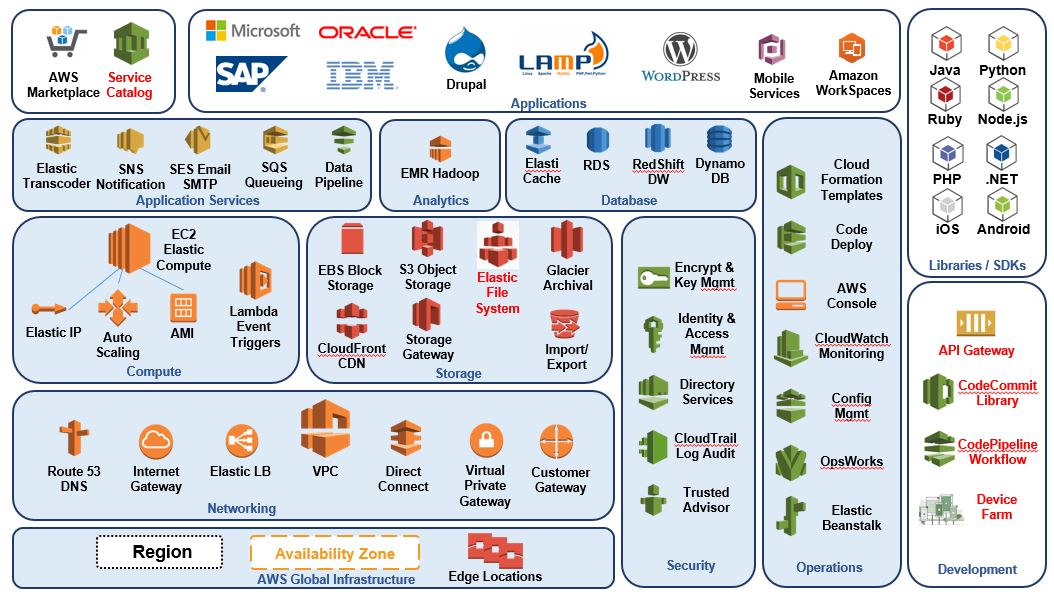 AWS
Marketplace
Service
Catalog
Microsoft
ORACLE
SAP
IBM
Drupal
LAMP
Linux Apache MySQL PHP,Perl,Python
WORDPRESS
Mobile
Services
Amazon
WorkSpaces
Applications
Java
Python
Ruby
Node.js
PHP
.NET
iOS
Android
Libraries / SDKs
Elastic
Transcoder
SNS
Notification
SES Email
SMTP
SQS
Queueing
Data
Pipeline
Application Services
EMR Hadoop
Analytics
Elasti
Cache
RDS
RedShift
DW
Dynamo
DB
Database
EC2
Elastic
Compute
Elastic IP
Auto
Scaling
AMI
Lambda
Event
Triggers
Compute
EBS Block
Storage
S3 Object
Storage
Elastic
File
System
Glacier
Archival
CloudFront
CDN
Storage
Gateway
Import/
Export
Storage
Encrypt &
Key Mgmt
Identity &
Access
Mgmt
Directory
Services
CloudTrail
Log Audit
Trusted
Advisor
Security
Cloud
Formation
Templates
Code
Deploy
AWS
Console
CloudWatch
Monitoring
Config
Mgmt
OpsWorks
Elastic
Beanstalk
Operations
API Gateway
CodeCommit
Library
CodePipeline
Workflow
Device
Farm
Development
Route 53
DNS
Internet
Gateway
Elastic LB
VPC
Direct
Connect
Virtual
Private
Gateway
Customer
Gateway
Networking
Region
Availability Zone
Edge Locations
AWS Global Infrastructure